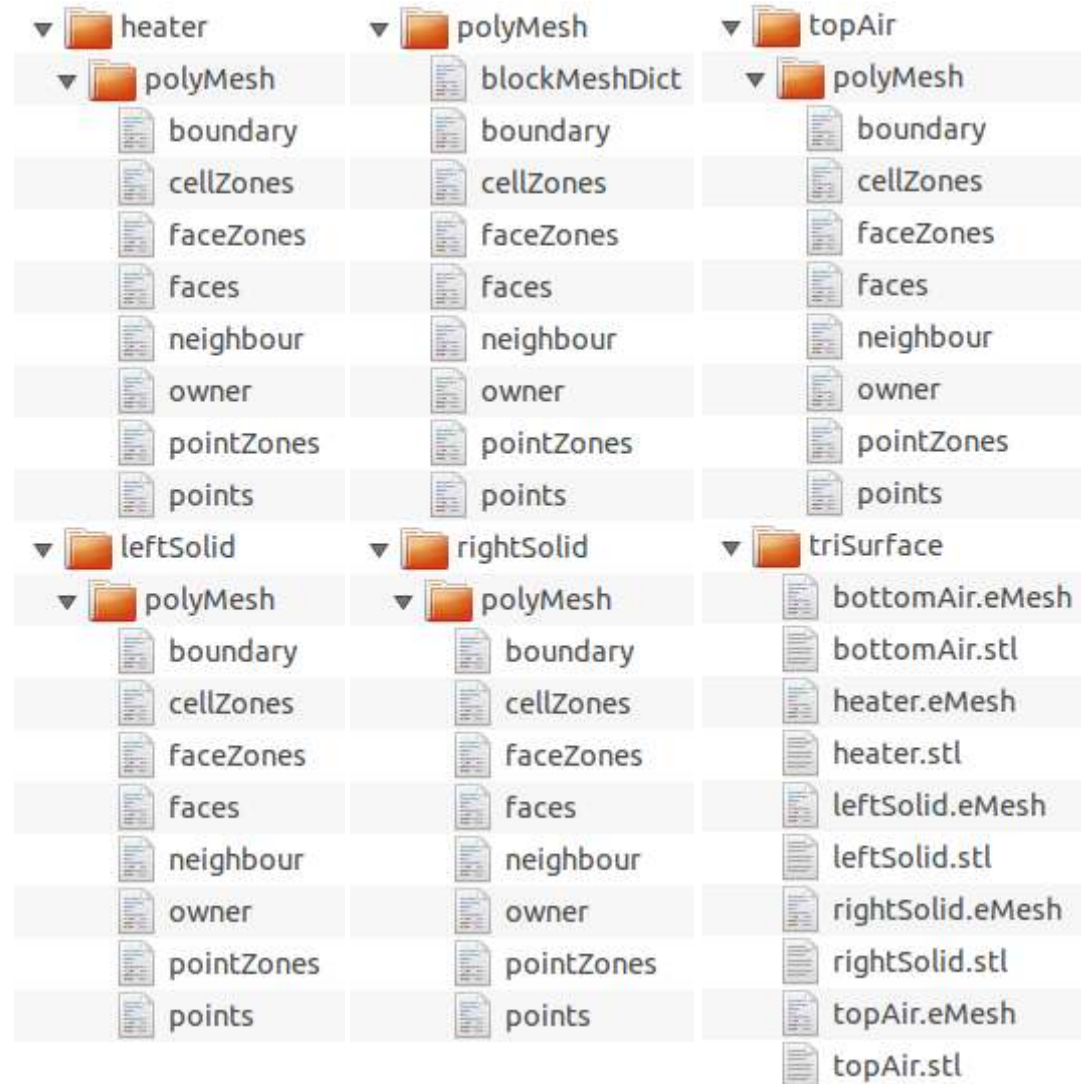 heater
polyMesh
boundary
cellZones
faceZones
faces
neighbour
owner
pointZones
points
polyMesh
blockMeshDict
boundary
cellZones
faceZones
faces
neighbour
owner
pointZones
points
topAir
polyMesh
boundary
cellZones
faceZones
faces
neighbour
owner
pointZones
points
leftSolid
polyMesh
boundary
cellZones
faceZones
faces
neighbour
owner
pointZones
points
rightSolid
polyMesh
boundary
cellZones
faceZones
faces
neighbour
owner
pointZones
points
triSurface
bottomAir.eMesh
bottomAir.stl
heater.eMesh
heater.stl
leftSolid.eMesh
leftSolid.stl
rightSolid.eMesh
rightSolid.stl
topAir.eMesh
topAir.stl